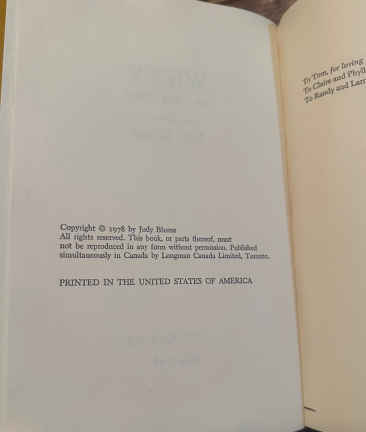 Copyright © 1978 by Judy Blume
All rights reserved. This book, or parts thereof, must
not be reproduced in any form without permission. Published
simultaneously in Canada by Longman Canada Limited, Toronto.
PRINTED IN THE UNITED STATES OF AMERICA
To Tom, for loving
To Claire and Phyll
To Randy and Larr